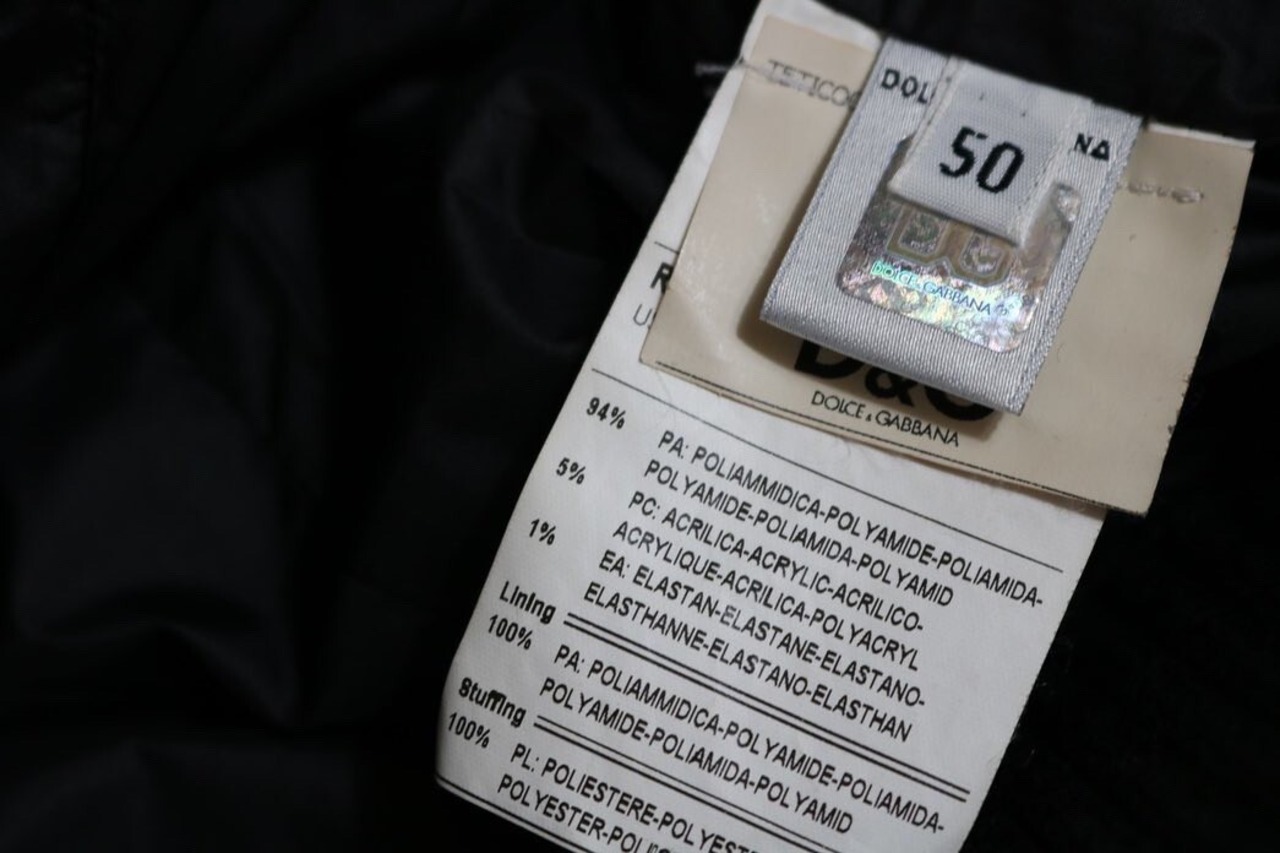 50
DOLCE & GABBANA
D&G
DOLCE & GABBANA
94% PA: POLIAMMIDICA-POLYAMIDE-POLIAMIDA-
POLYAMIDE-POLIAMIDA-POLYAMID
5% PC: ACRILICA-ACRYLIC-ACRILICO-
ACRYLIQUE-ACRILICA-POLYACRYL
1% EA: ELASTAN-ELASTANE-ELASTANO-
ELASTHANNE-ELASTANO-ELASTHAN
Lining
100% PA: POLIAMMIDICA-POLYAMIDE-POLIAMIDA-
POLYAMIDE-POLIAMIDA-POLYAMID
Stuffing
100% PL: POLIESTERE-POLYEST
POLYESTER-POL